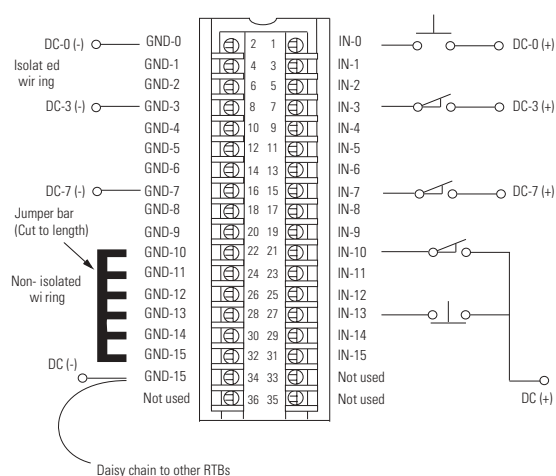 DC-0 (-) GND-0 2 1 IN-0 DC-0 (+)
Isolat ed
wir ing
GND-1 4 3 IN-1
GND-2 6 5 IN-2
DC-3 (-) GND-3 8 7 IN-3 DC-3 (+)
GND-4 10 9 IN-4
GND-5 12 11 IN-5
GND-6 14 13 IN-6
DC-7 (-) GND-7 16 15 IN-7 DC-7 (+)
Jumper bar
(Cut to length)
GND-8 18 17 IN-8
GND-9 20 19 IN-9
GND-10 22 21 IN-10
Non- isolated
wi ring
GND-11 24 23 IN-11
GND-12 26 25 IN-12
GND-13 28 27 IN-13
GND-14 30 29 IN-14
GND-15 32 31 IN-15
DC (-) GND-15 34 33 Not used
Not used 36 35 Not used
DC (+)
Daisy chain to other RTBs